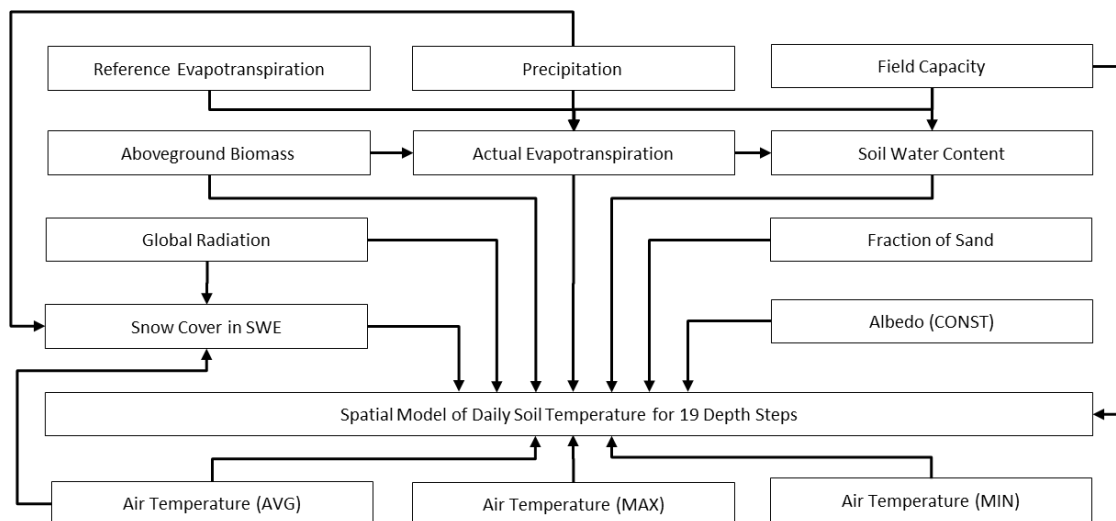 Reference Evapotranspiration
Precipitation
Field Capacity
Aboveground Biomass
Actual Evapotranspiration
Soil Water Content
Global Radiation
Fraction of Sand
Snow Cover in SWE
Albedo (CONST)
Spatial Model of Daily Soil Temperature for 19 Depth Steps
Air Temperature (AVG)
Air Temperature (MAX)
Air Temperature (MIN)